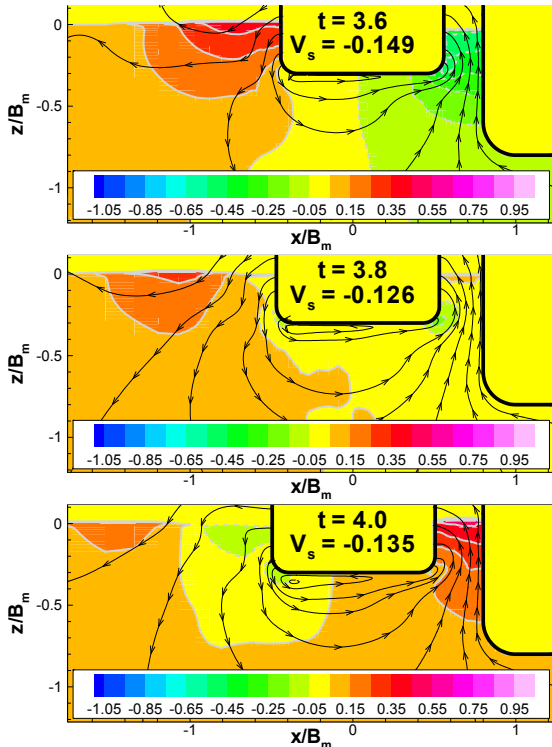 0
t = 3.6
V_s = -0.149
-0.5
z/B_m
-1
-1.05 -0.85 -0.65 -0.45 -0.25 -0.05 0.15 0.35 0.55 0.75 0.95
-1 0 1
x/B_m
0
t = 3.8
V_s = -0.126
-0.5
z/B_m
-1
-1.05 -0.85 -0.65 -0.45 -0.25 -0.05 0.15 0.35 0.55 0.75 0.95
-1 0 1
x/B_m
0
t = 4.0
V_s = -0.135
-0.5
z/B_m
-1
-1.05 -0.85 -0.65 -0.45 -0.25 -0.05 0.15 0.35 0.55 0.75 0.95
-1 0 1
x/B_m